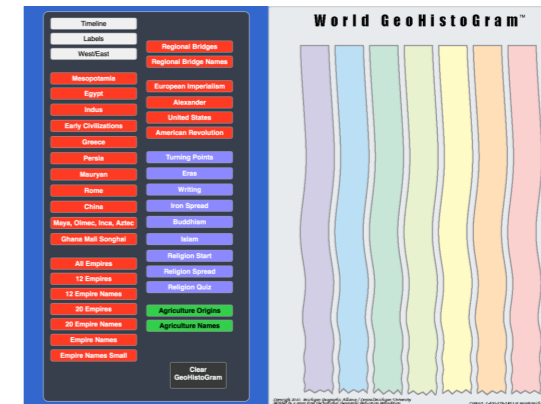 Timeline
Labels
West/East
Mesopotamia
Egypt
Indus
Early Civilizations
Greece
Persia
Mauryan
Rome
China
Maya, Olmec, Inca, Aztec
Ghana Mali Songhai
All Empires
12 Empires
12 Empire Names
20 Empires
20 Empire Names
Empire Names
Empire Names Small
Regional Bridges
Regional Bridge Names
European Imperialism
Alexander
United States
American Revolution
Turning Points
Eras
Writing
Iron Spread
Buddhism
Islam
Religion Start
Religion Spread
Religion Quiz
Agriculture Origins
Agriculture Names
Clear
GeoHistoGram
World GeoHistoGram™